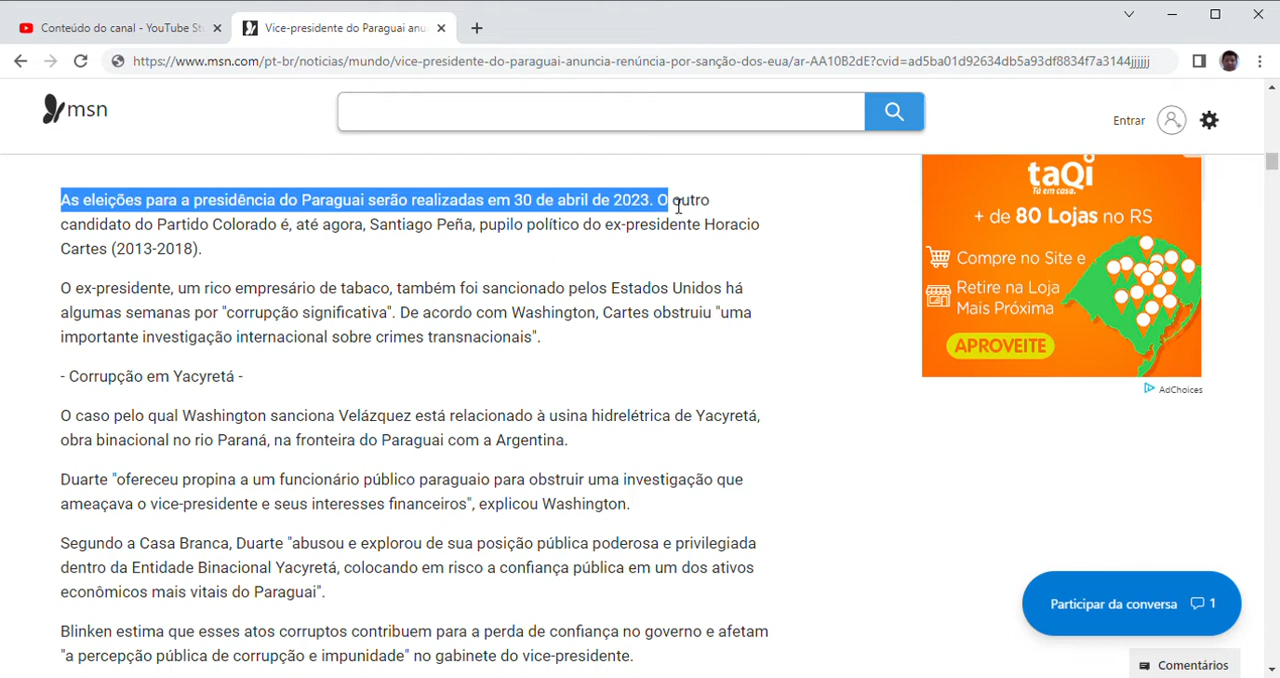 Conteúdo do canal - YouTube St
Vice-presidente do Paraguai anu
https://www.msn.com/pt-br/noticias/mundo/vice-presidente-do-paraguai-anuncia-renúncia-por-sanção-dos-eua/ar-AA10B2dE?cvid=ad5ba01d92634db5a93df8834f7a3144jjjjjj
msn
Entrar
As eleições para a presidência do Paraguai serão realizadas em 30 de abril de 2023. O outro
candidato do Partido Colorado é, até agora, Santiago Peña, pupilo político do ex-presidente Horacio
Cartes (2013-2018).
O ex-presidente, um rico empresário de tabaco, também foi sancionado pelos Estados Unidos há
algumas semanas por "corrupção significativa". De acordo com Washington, Cartes obstruiu "uma
importante investigação internacional sobre crimes transnacionais".
- Corrupção em Yacyretá -
O caso pelo qual Washington sanciona Velázquez está relacionado à usina hidrelétrica de Yacyretá,
obra binacional no rio Paraná, na fronteira do Paraguai com a Argentina.
Duarte "ofereceu propina a um funcionário público paraguaio para obstruir uma investigação que
ameaçava o vice-presidente e seus interesses financeiros", explicou Washington.
Segundo a Casa Branca, Duarte "abusou e explorou de sua posição pública poderosa e privilegiada
dentro da Entidade Binacional Yacyretá, colocando em risco a confiança pública em um dos ativos
econômicos mais vitais do Paraguai".
Blinken estima que esses atos corruptos contribuem para a perda de confiança no governo e afetam
"a percepção pública de corrupção e impunidade" no gabinete do vice-presidente.
taQi
Tá em casa.
+ de 80 Lojas no RS
Compre no Site e
Retire na Loja
Mais Próxima
APROVEITE
AdChoices
Participar da conversa 1
Comentários